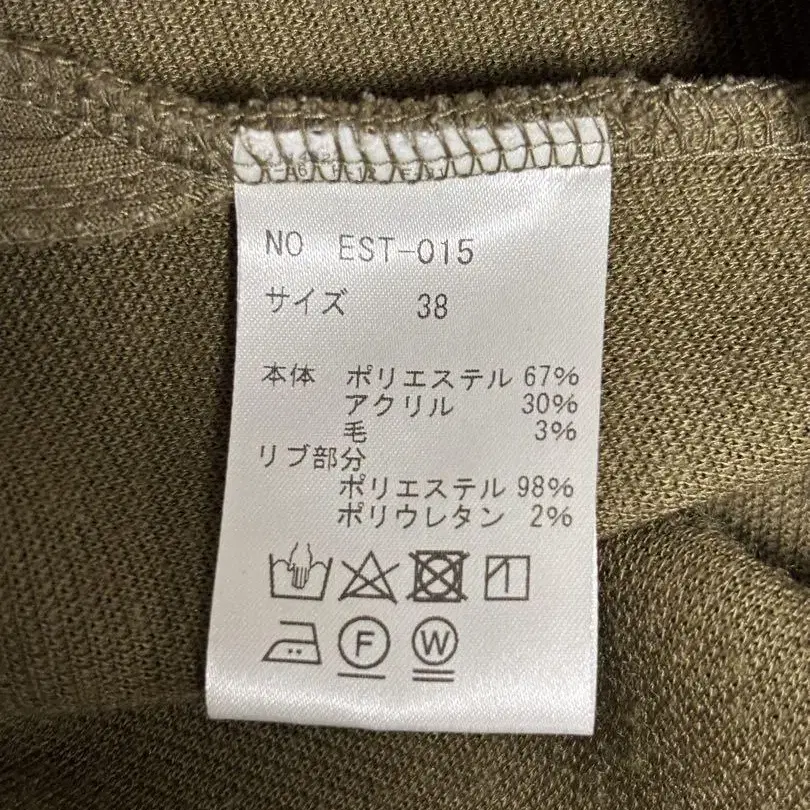 NO EST-015
サイズ 38
本体 ポリエステル 67%
アクリル 30%
毛 3%
リブ部分
ポリエステル 98%
ポリウレタン 2%
F W